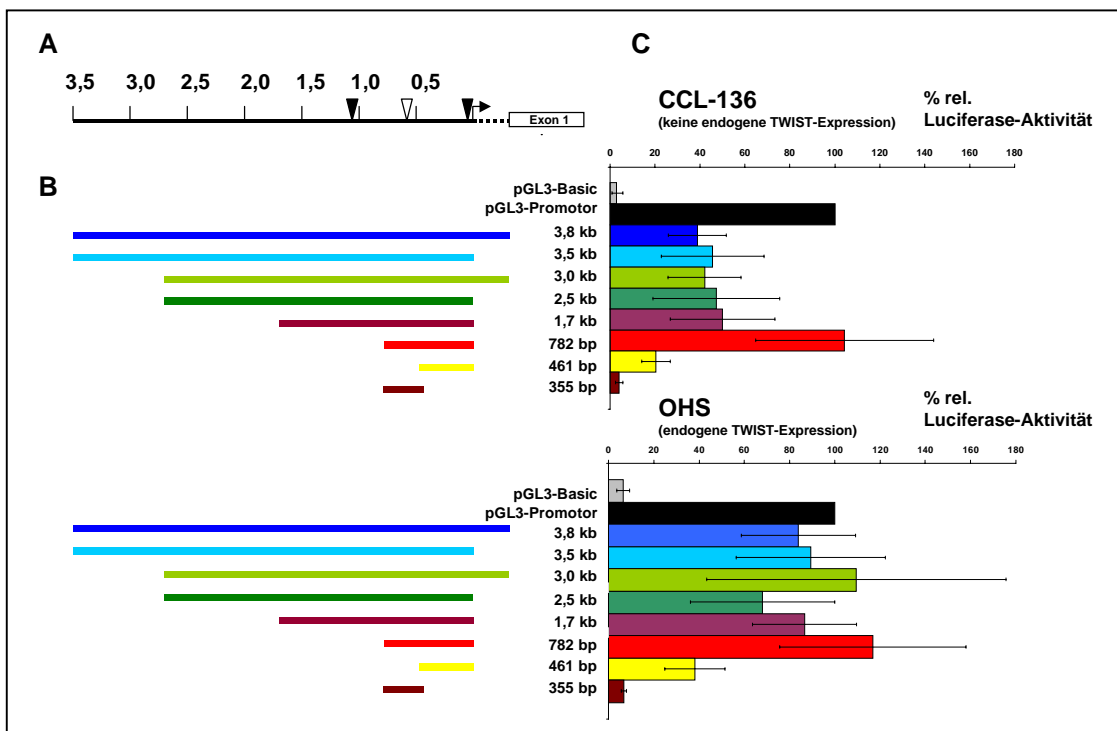 A
3,5 3,0 2,5 2,0 1,5 1,0 0,5
Exon 1
B
C
CCL-136
(keine endogene TWIST-Expression)
% rel.
Luciferase-Aktivität
0 20 40 60 80 100 120 140 160 180
pGL3-Basic
pGL3-Promotor
3,8 kb
3,5 kb
3,0 kb
2,5 kb
1,7 kb
782 bp
461 bp
355 bp
OHS
(endogene TWIST-Expression)
% rel.
Luciferase-Aktivität
0 20 40 60 80 100 120 140 160 180
pGL3-Basic
pGL3-Promotor
3,8 kb
3,5 kb
3,0 kb
2,5 kb
1,7 kb
782 bp
461 bp
355 bp